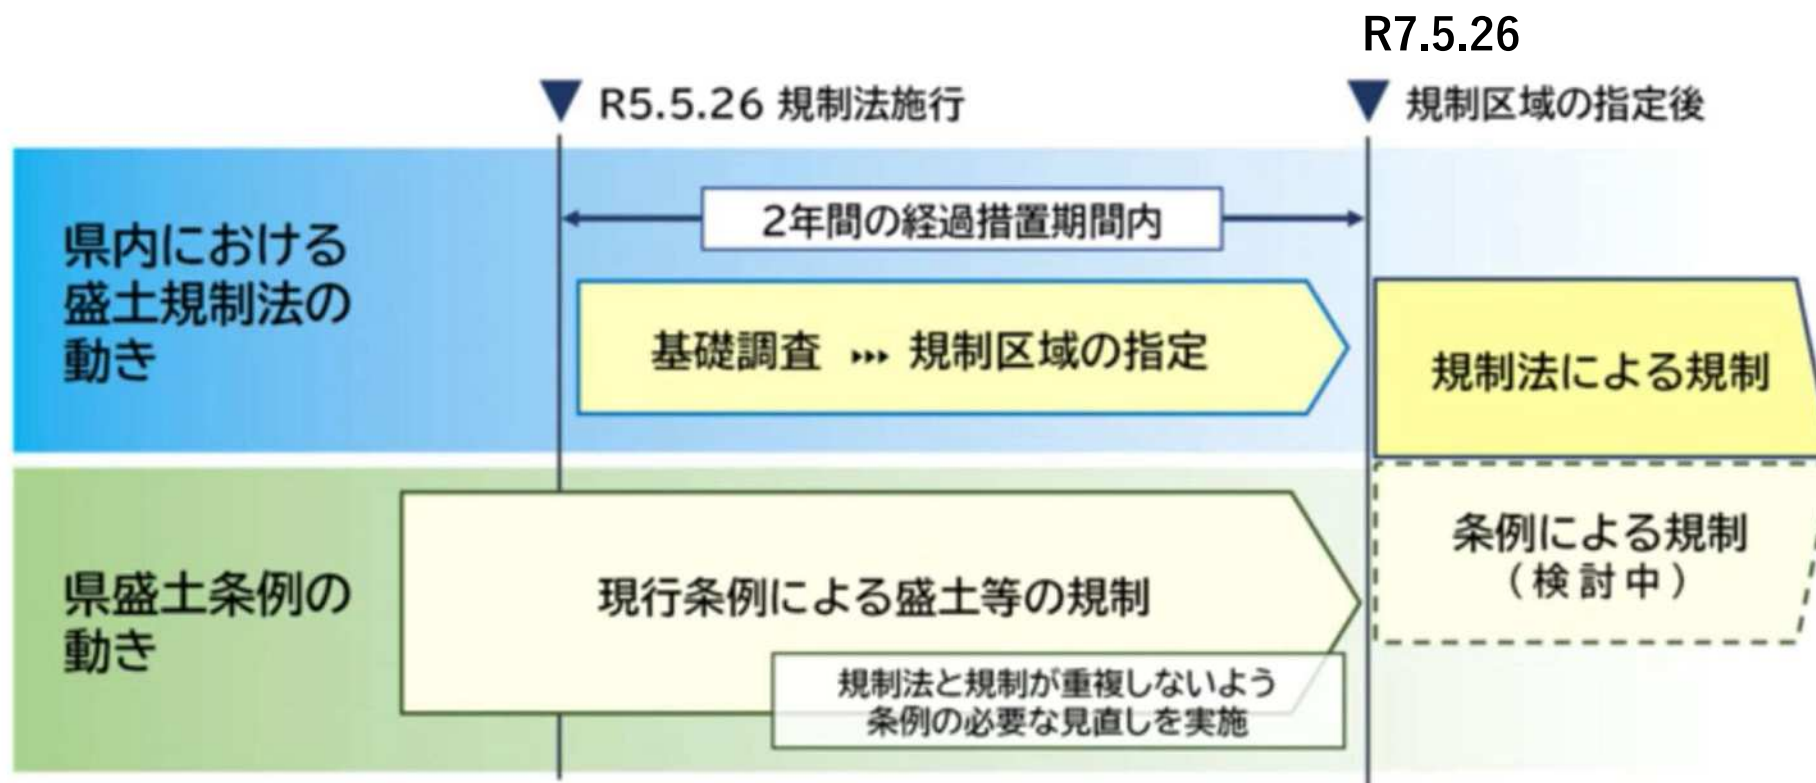 R7.5.26
R5.5.26 規制法施行
規制区域の指定後
県内における
盛土規制法の
動き
2年間の経過措置期間内
基礎調査 ▸▸▸ 規制区域の指定
規制法による規制
県盛土条例の
動き
現行条例による盛土等の規制
規制法と規制が重複しないよう
条例の必要な見直しを実施
条例による規制
(検討中)